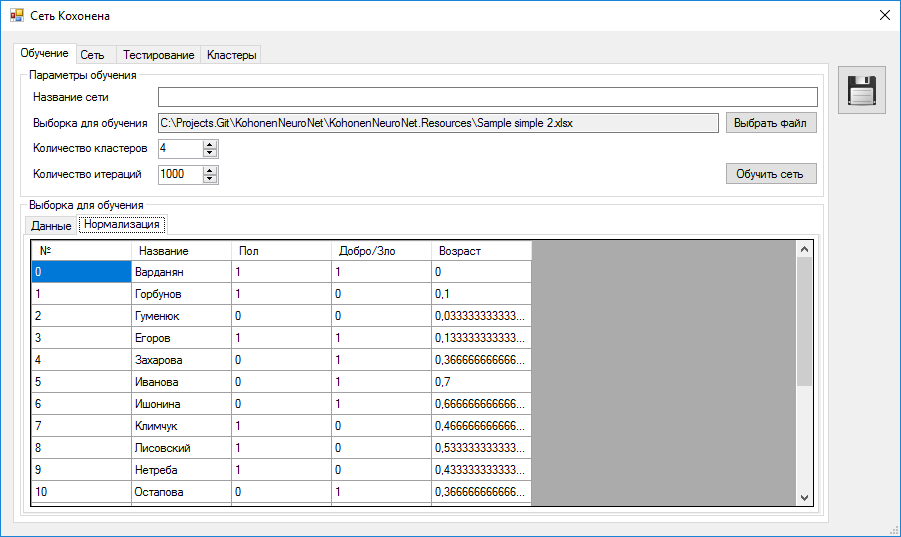 Сеть Кохонена
Обучение Сеть Тестирование Кластеры
Параметры обучения
Название сети
Выборка для обучения C:\Projects.Git\KohonenNeuroNet\KohonenNeuroNet.Resources\Sample simple 2.xlsx Выбрать файл
Количество кластеров 4
Количество итераций 1000 Обучить сеть
Выборка для обучения
Данные Нормализация
№ Название Пол Добро/Зло Возраст
0 Варданян 1 1 0
1 Горбунов 1 0 0,1
2 Гуменюк 0 0 0,033333333333...
3 Егоров 1 1 0,133333333333...
4 Захарова 0 1 0,366666666666...
5 Иванова 0 1 0,7
6 Ишонина 0 1 0,666666666666...
7 Климчук 1 0 0,466666666666...
8 Лисовский 1 0 0,533333333333...
9 Нетреба 1 0 0,433333333333...
10 Остапова 0 1 0,366666666666...